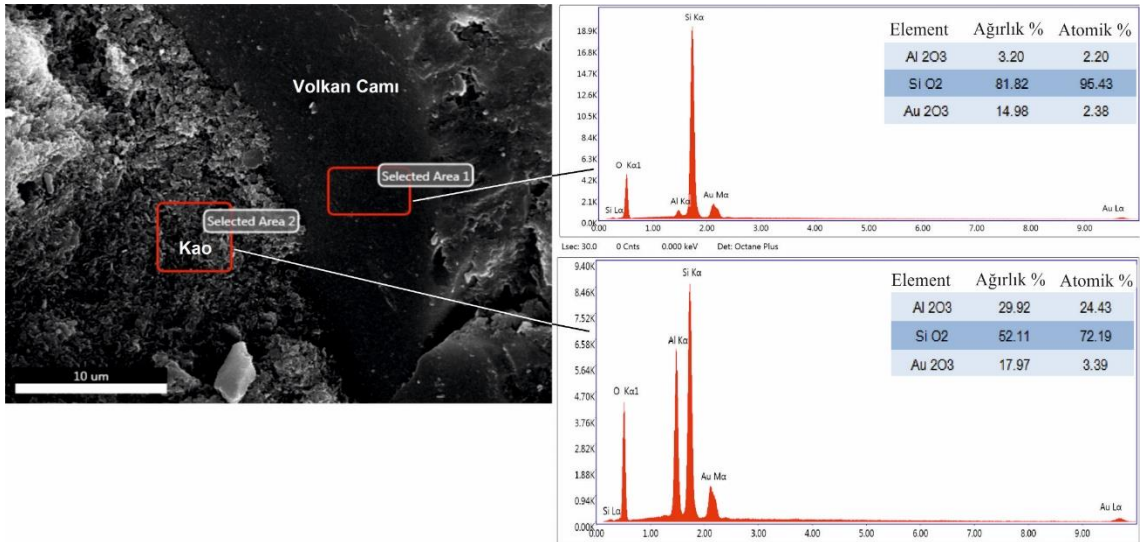 Volkan Camı
Selected Area 1
Selected Area 2
Kao
10 um
Element Ağırlık % Atomik %
Al 2O3 3.20 2.20
Si O2 81.82 95.43
Au 2O3 14.98 2.38
18.9K
16.8K
14.7K
12.6K
10.5K
8.4K
6.3K
4.2K
2.1K
0.0K
Si Kα
O Kα1
Al Kα
Au Mα
Si Lα
Au Lα
0.00 1.00 2.00 3.00 4.00 5.00 6.00 7.00 8.00 9.00
Lsec: 30.0 0 Cnts 0.000 keV Det: Octane Plus
Element Ağırlık % Atomik %
Al 2O3 29.92 24.43
Si O2 52.11 72.19
Au 2O3 17.97 3.39
9.40K
8.46K
7.52K
6.58K
5.64K
4.70K
3.76K
2.82K
1.88K
0.94K
0.00K
Si Kα
Al Kα
O Kα1
Au Mα
Si Lα
Au Lα
0.00 1.00 2.00 3.00 4.00 5.00 6.00 7.00 8.00 9.00